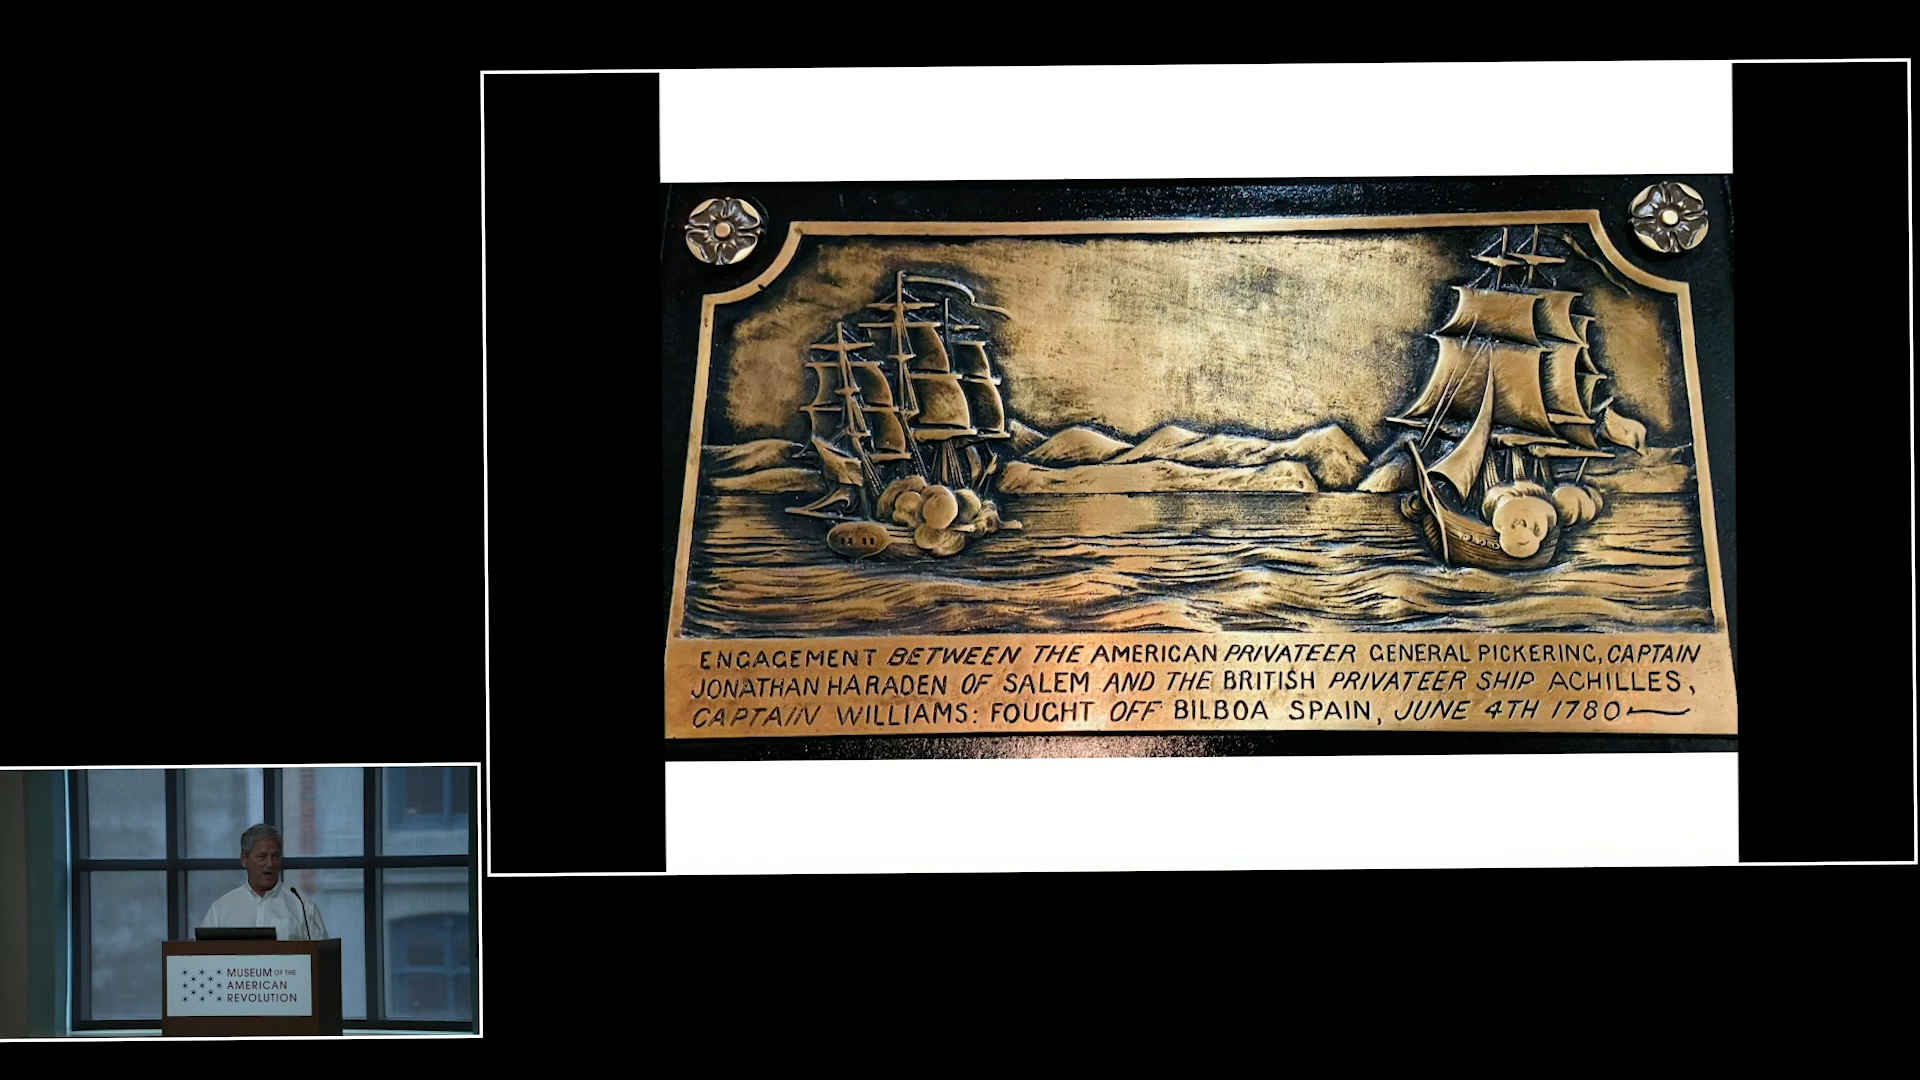 ENGAGEMENT BETWEEN THE AMERICAN PRIVATEER GENERAL PICKERING, CAPTAIN
JONATHAN HARADEN OF SALEM AND THE BRITISH PRIVATEER SHIP ACHILLES,
CAPTAIN WILLIAMS: FOUGHT OFF BILBOA SPAIN, JUNE 4TH 1780
MUSEUM OF THE
AMERICAN
REVOLUTION